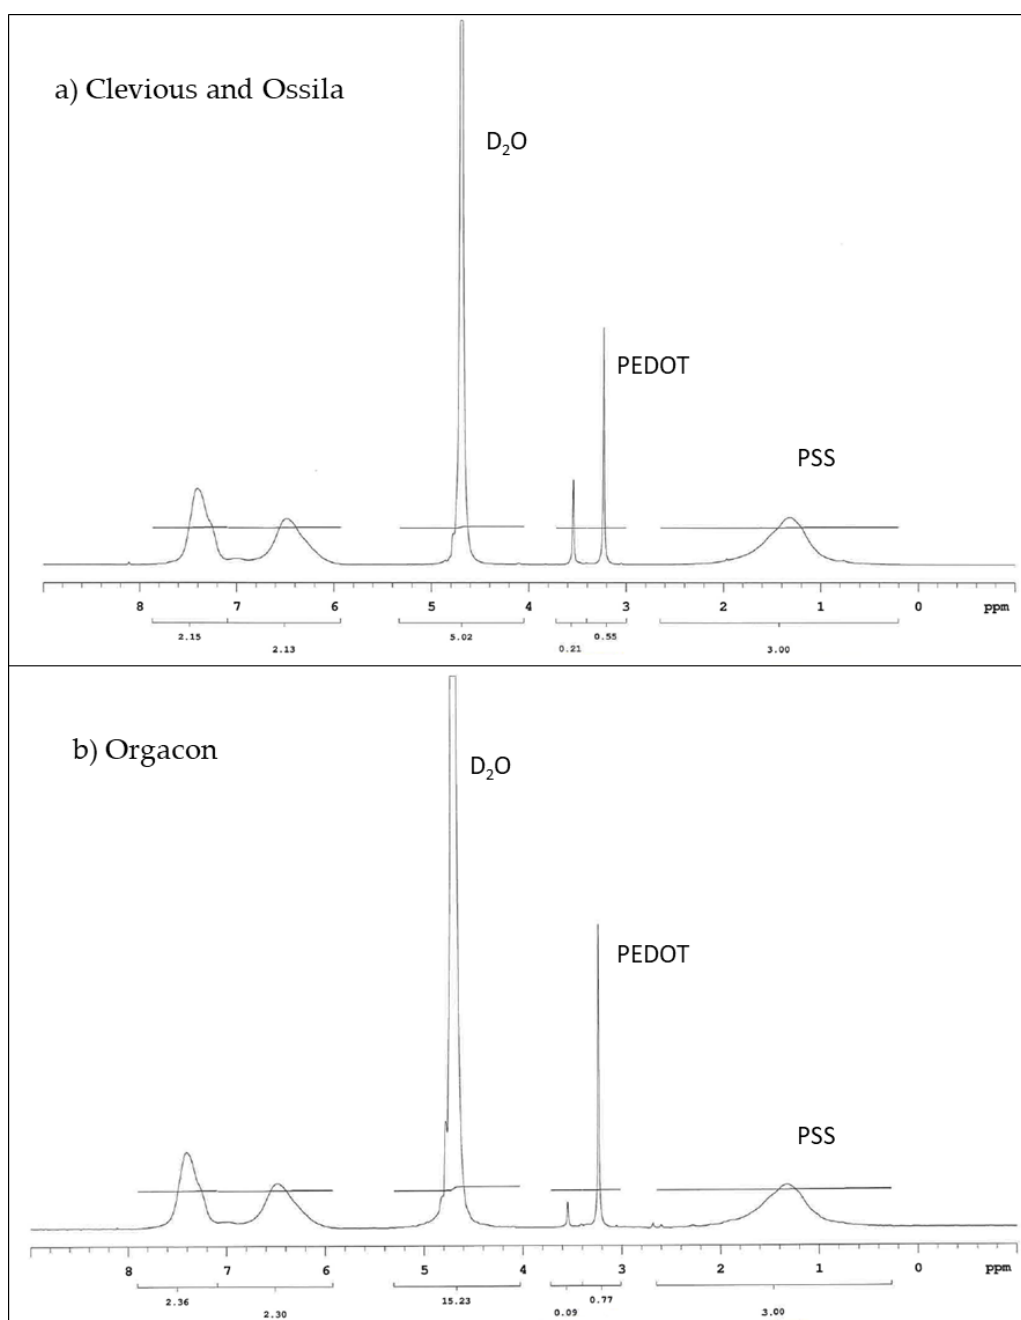 a) Clevious and Ossila
D₂O
PEDOT
PSS
8 7 6 5 4 3 2 1 0 ppm
2.15 5.02 0.55
2.13 0.21 3.00
b) Orgacon
D₂O
PEDOT
PSS
8 7 6 5 4 3 2 1 0 ppm
2.36 15.23 0.77
2.30 0.09 3.00